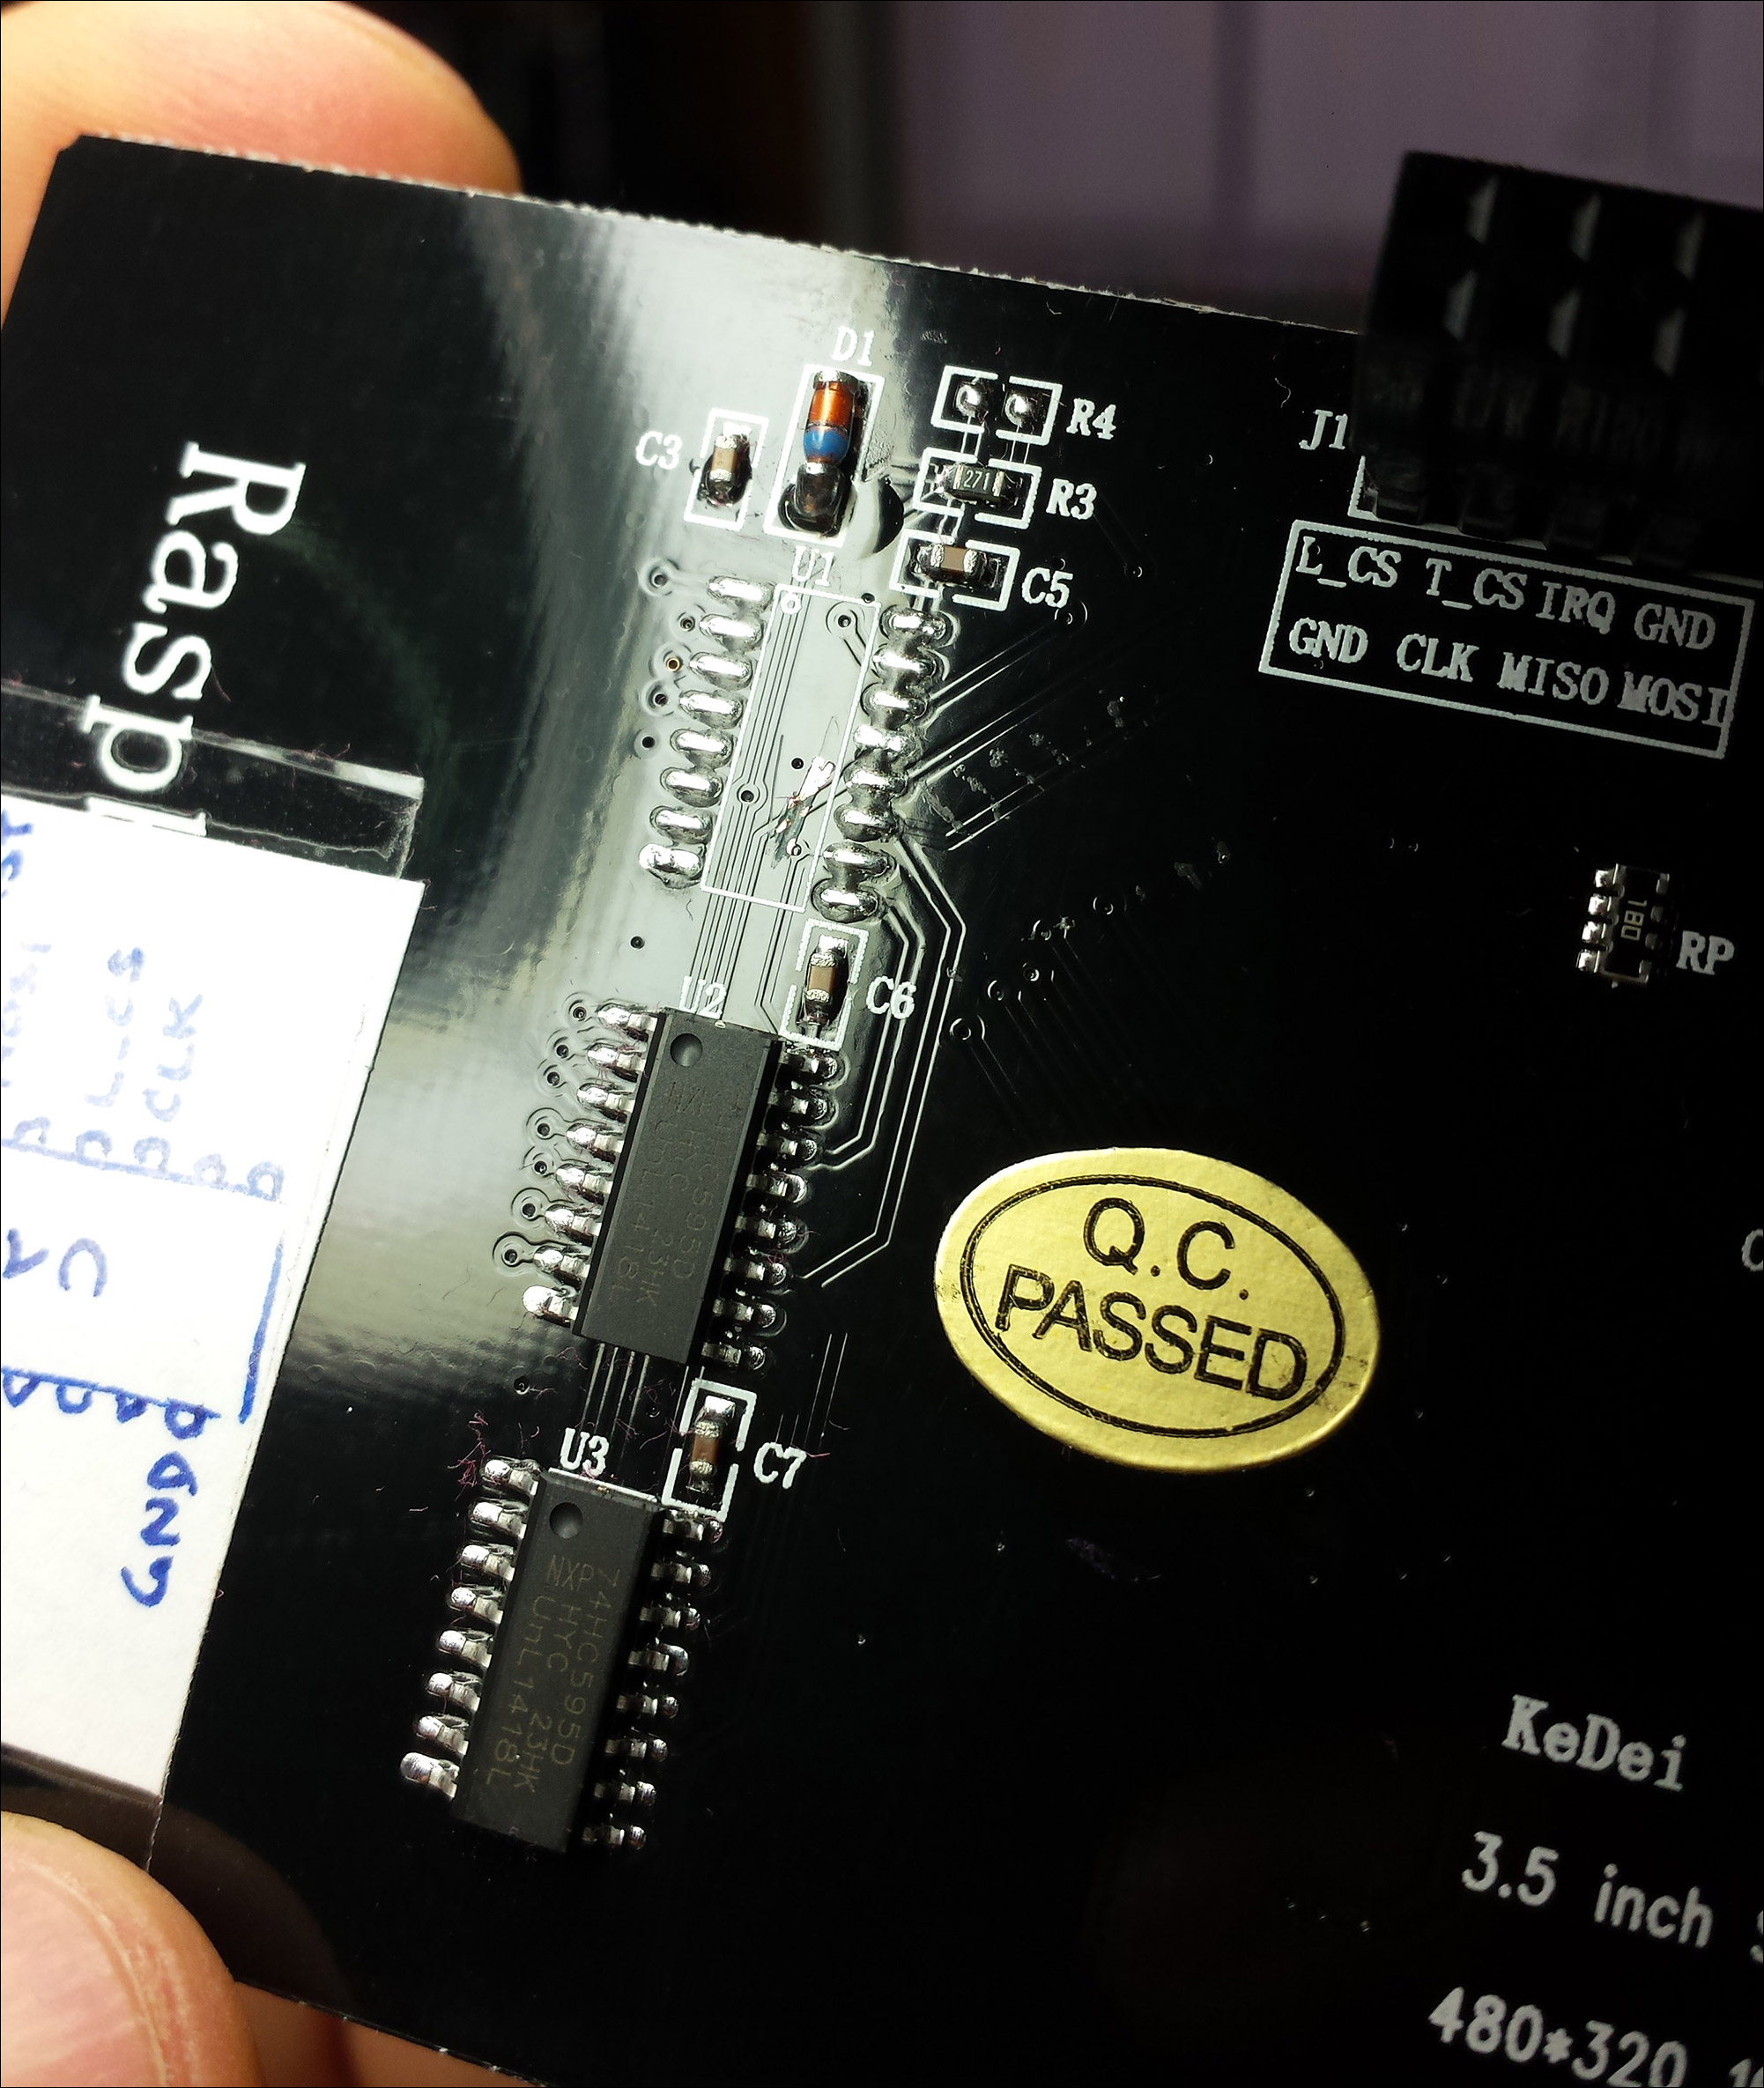 D1
C3
R4
271
R3
J1
C5
U1
L_CS T_CS IRQ GND
GND CLK MISO MOSI
Rasp
180
RP
C6
U2
NXP 74HC595D
HYC 23HK
UnL1418L
L_CS
CLK
Q.C.
PASSED
C7
U3
74HC595D
NXP HYC 23HK
UnL1418L
KeDei
3.5 inch
480*320